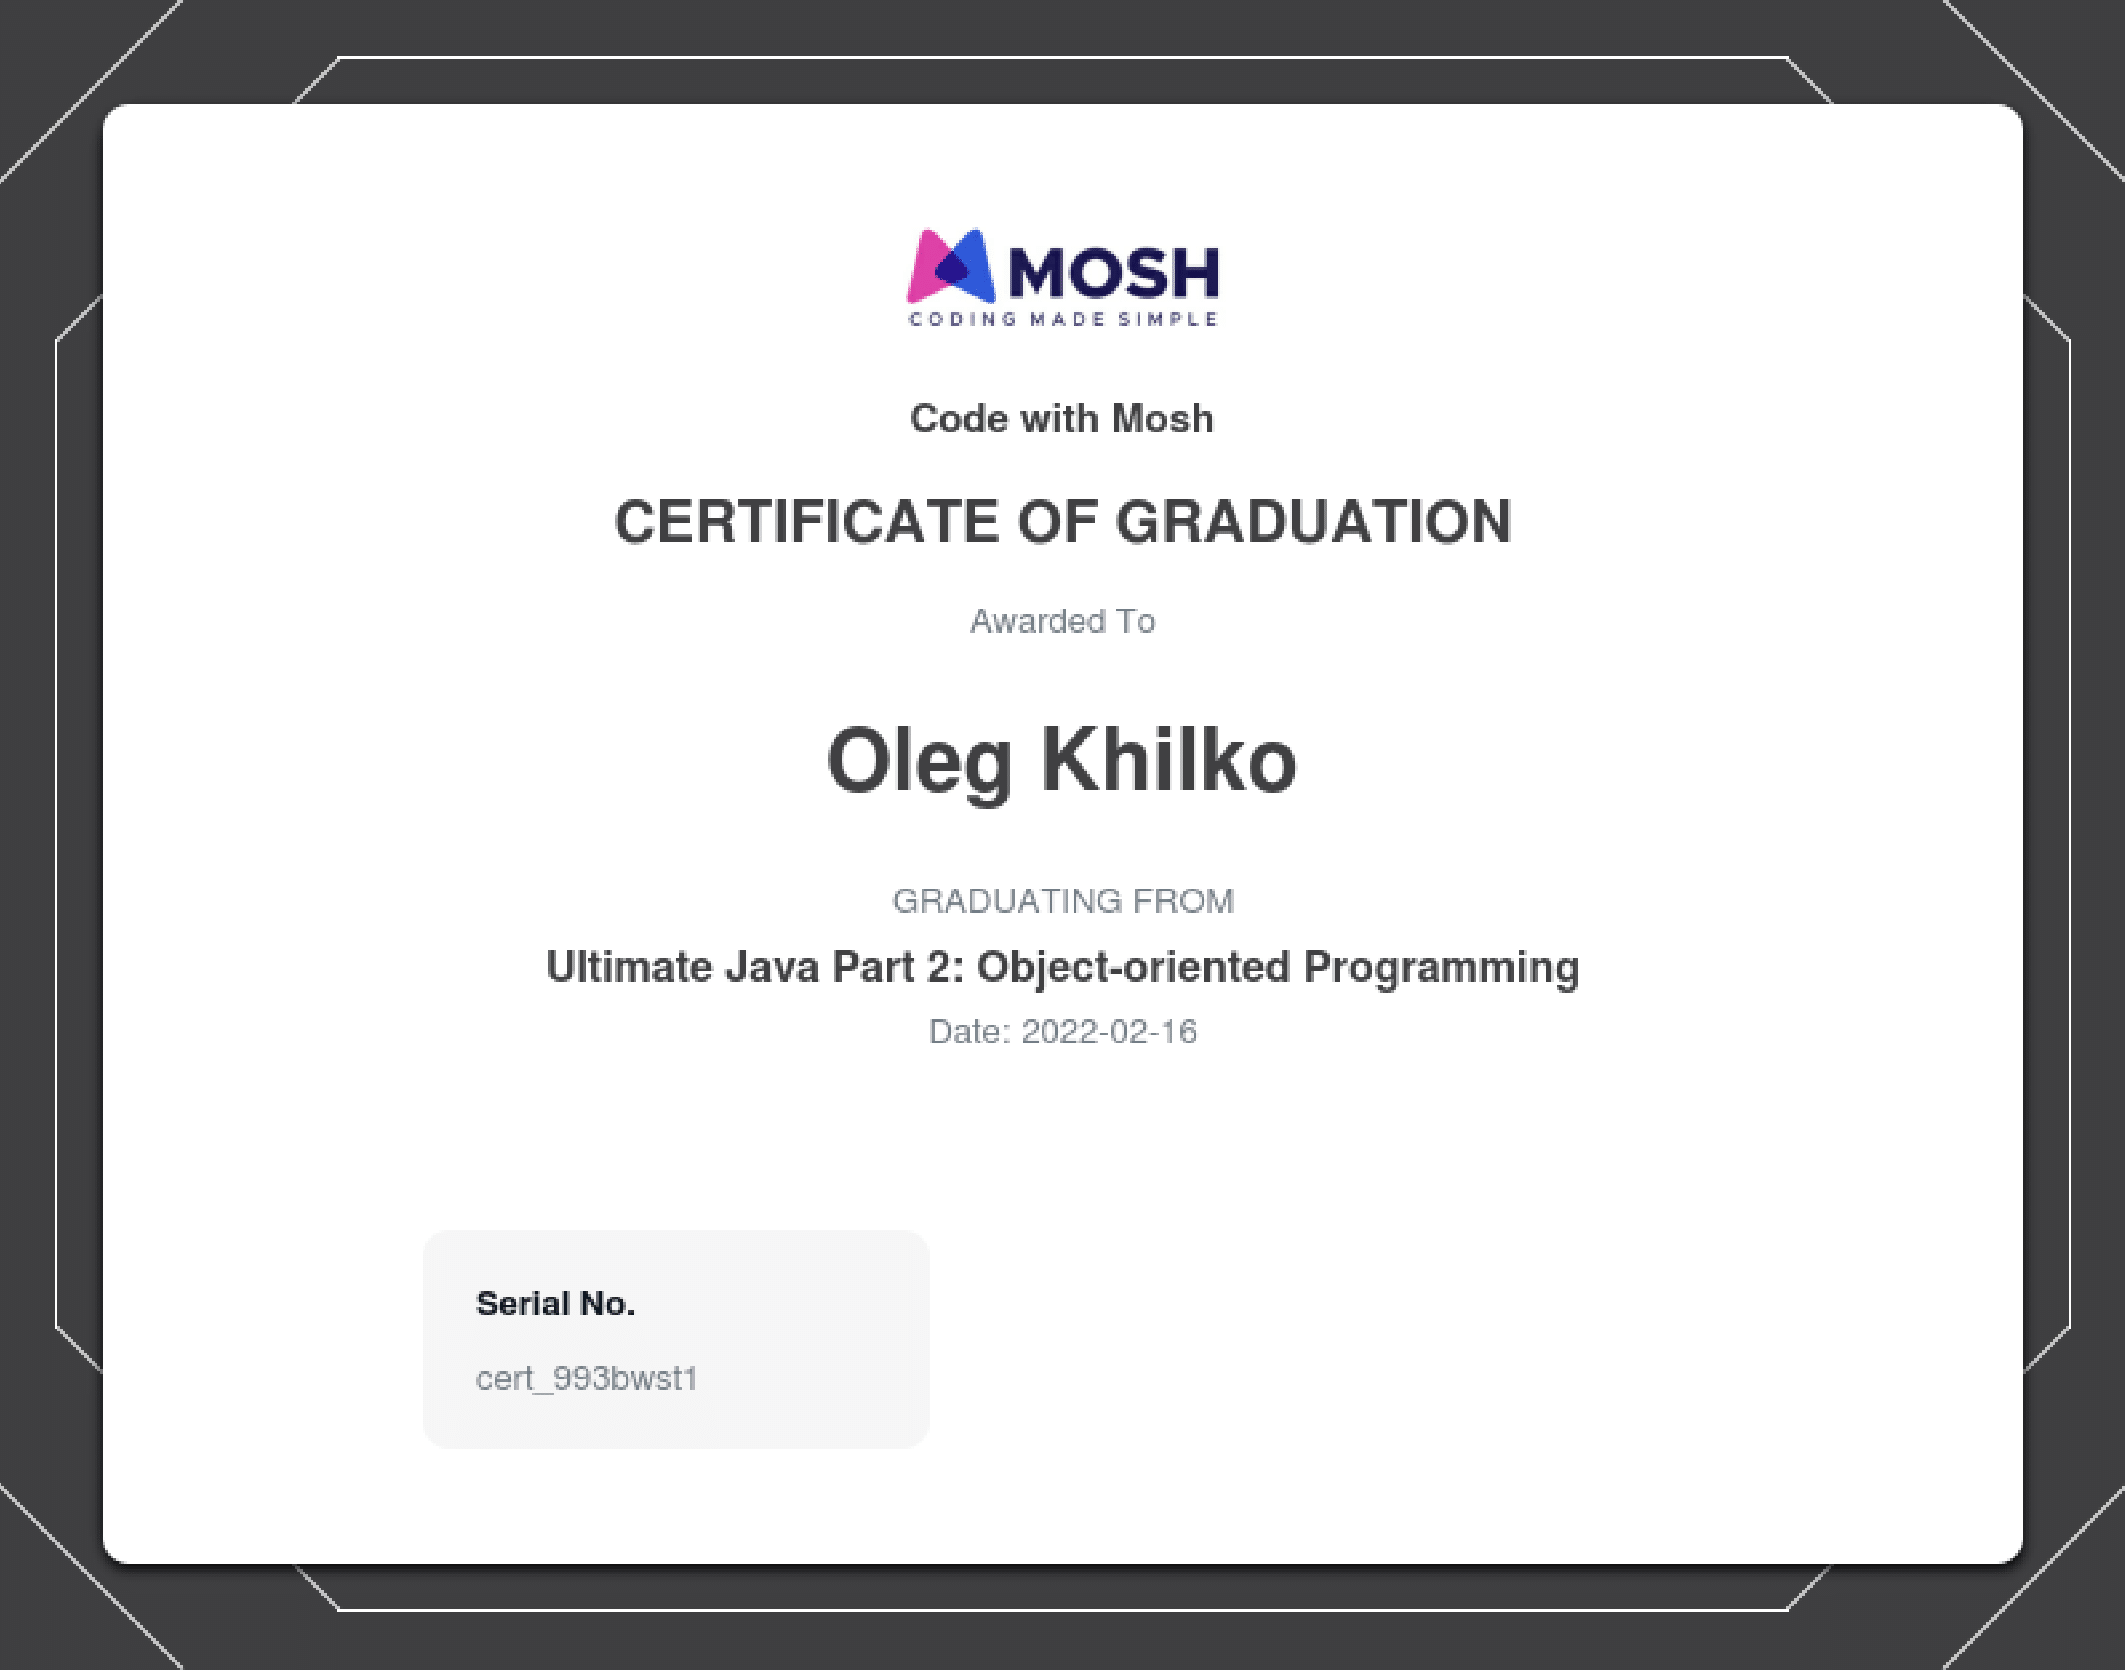 MOSH
CODING MADE SIMPLE
Code with Mosh
CERTIFICATE OF GRADUATION
Awarded To
Oleg Khilko
GRADUATING FROM
Ultimate Java Part 2: Object-oriented Programming
Date: 2022-02-16
Serial No.
cert_993bwst1